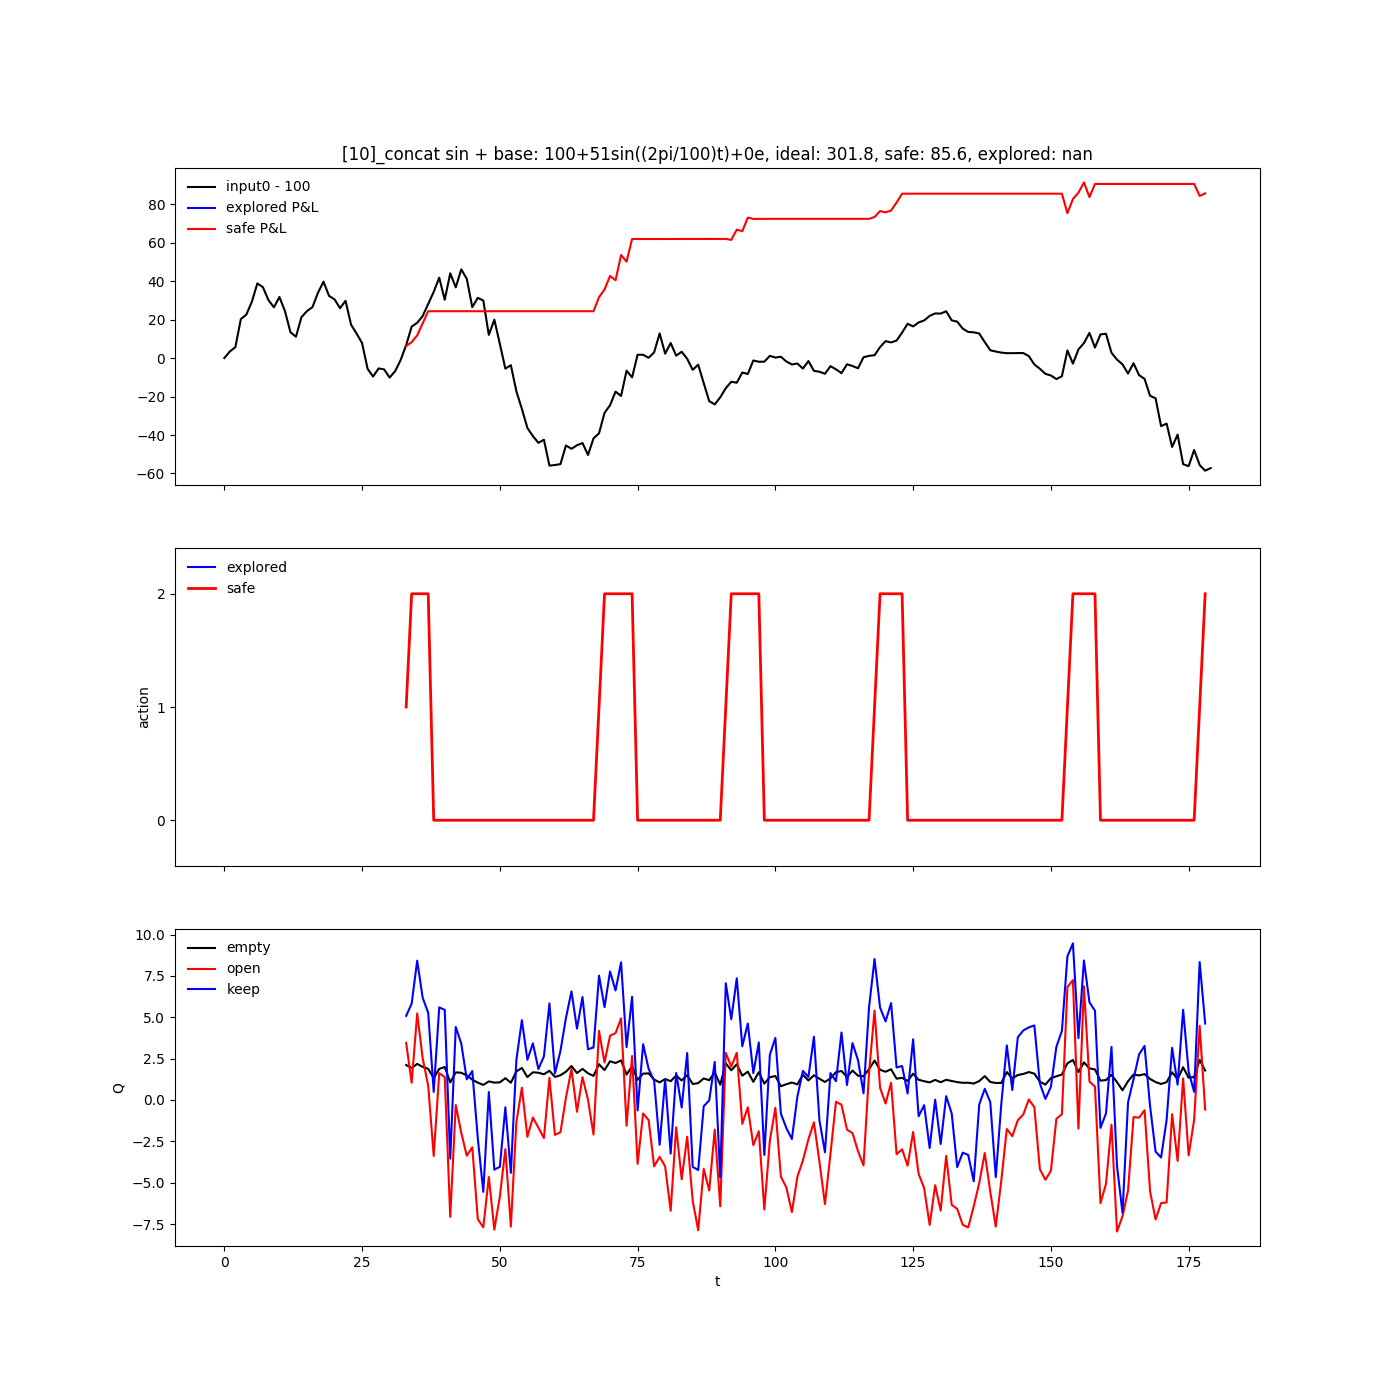 [10]_concat sin + base: 100+51sin((2pi/100)t)+0e, ideal: 301.8, safe: 85.6, explored: nan
input0 - 100
explored P&L
safe P&L
80
60
40
20
0
−20
−40
−60
explored
safe
2
1
0
action
empty
open
keep
10.0
7.5
5.0
2.5
0.0
−2.5
−5.0
−7.5
Q
0 25 50 75 100 125 150 175
t